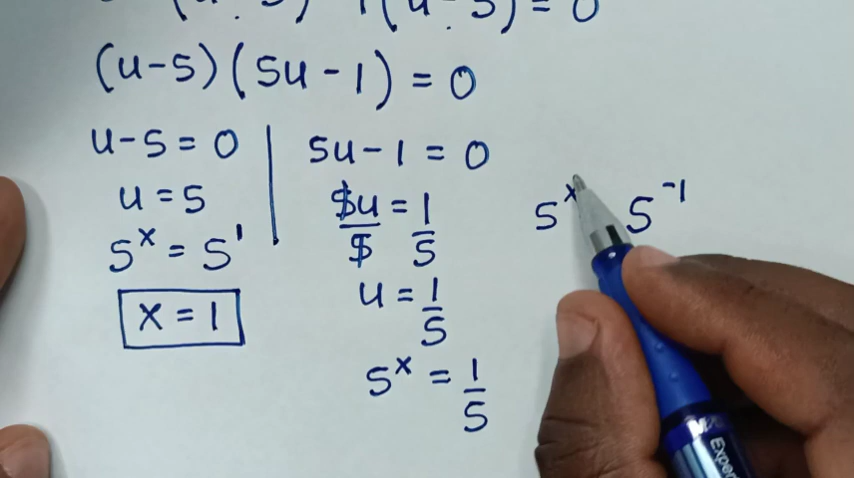 (u-5)(5u-1) = 0
u-5 = 0
u = 5
5^x = 5^1
x = 1
5u-1 = 0
5u/5 = 1/5
u = 1/5
5^x = 1/5
5^x 5^-1
Exper